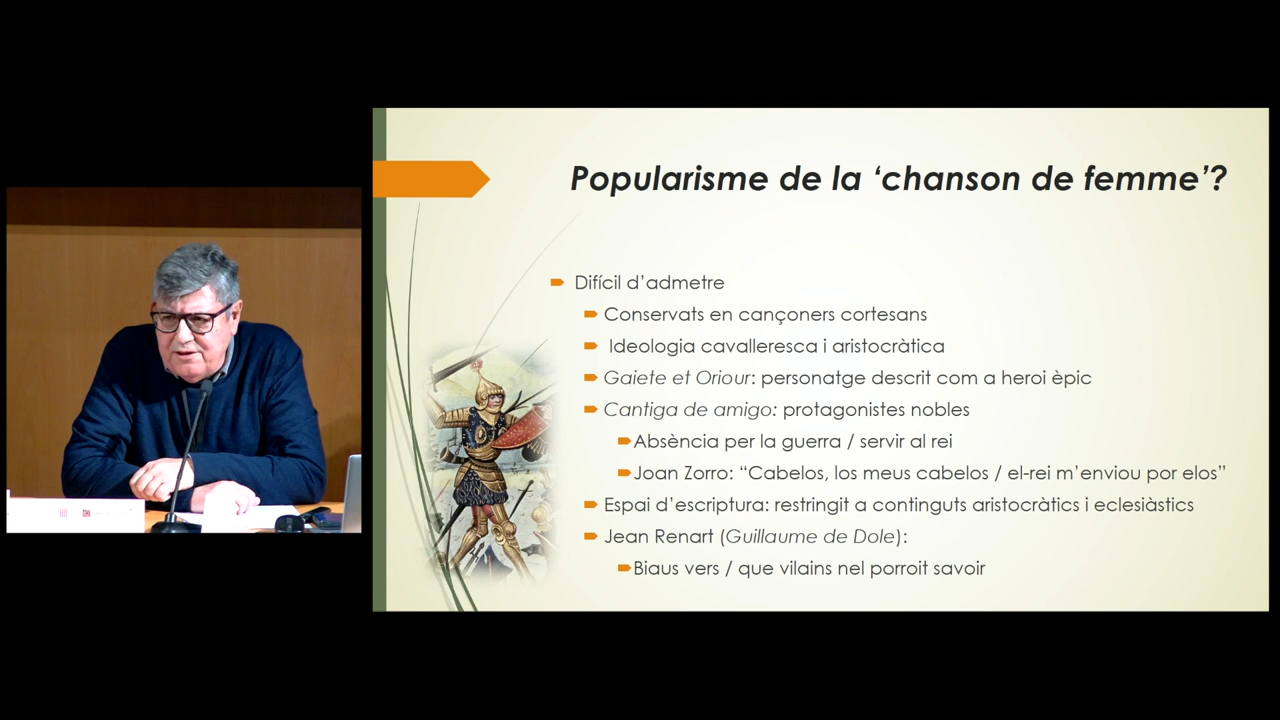 Popularisme de la ‘chanson de femme’?
Difícil d’admetre
Conservats en cançoners cortesans
Ideologia cavalleresca i aristocràtica
Gaiete et Oriour: personatge descrit com a heroi èpic
Cantiga de amigo: protagonistes nobles
Absència per la guerra / servir al rei
Joan Zorro: “Cabelos, los meus cabelos / el-rei m’enviou por elos”
Espai d’escriptura: restringit a continguts aristocràtics i eclesiàstics
Jean Renart (Guillaume de Dole):
Biaus vers / que vilains nel porroit savoir